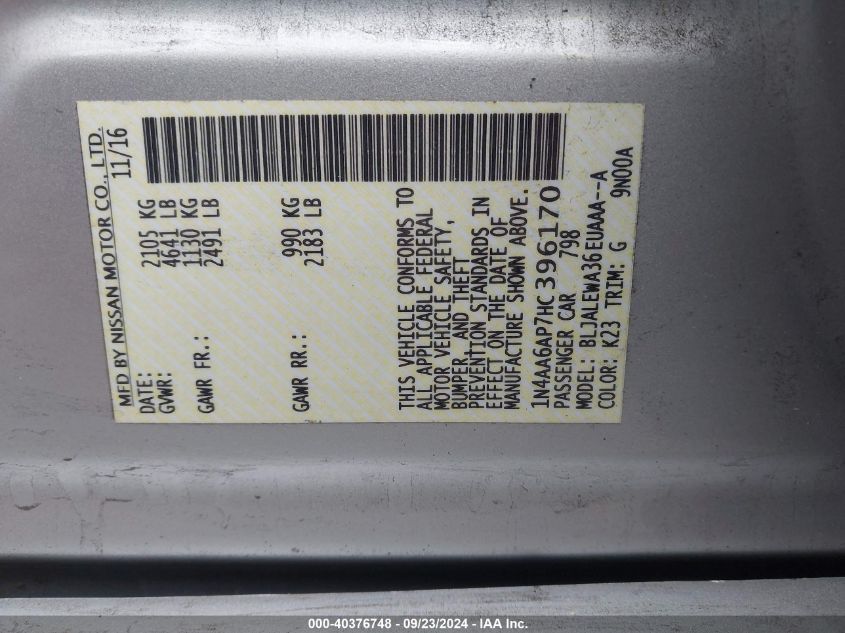 MFD BY NISSAN MOTOR CO., LTD.
DATE: 11/16
GVWR: 2105 KG
4641 LB
GAWR FR.: 1130 KG
2491 LB
GAWR RR.: 990 KG
2183 LB
THIS VEHICLE CONFORMS TO
ALL APPLICABLE FEDERAL
MOTOR VEHICLE SAFETY,
BUMPER, AND THEFT
PREVENTION STANDARDS IN
EFFECT ON THE DATE OF
MANUFACTURE SHOWN ABOVE.
1N4AA6AP7HC396170
PASSENGER CAR 798
MODEL: BLJALEWA36EUAAA--A
COLOR: K23 TRIM: G 9N00A
000-40376748 - 09/23/2024 - IAA Inc.